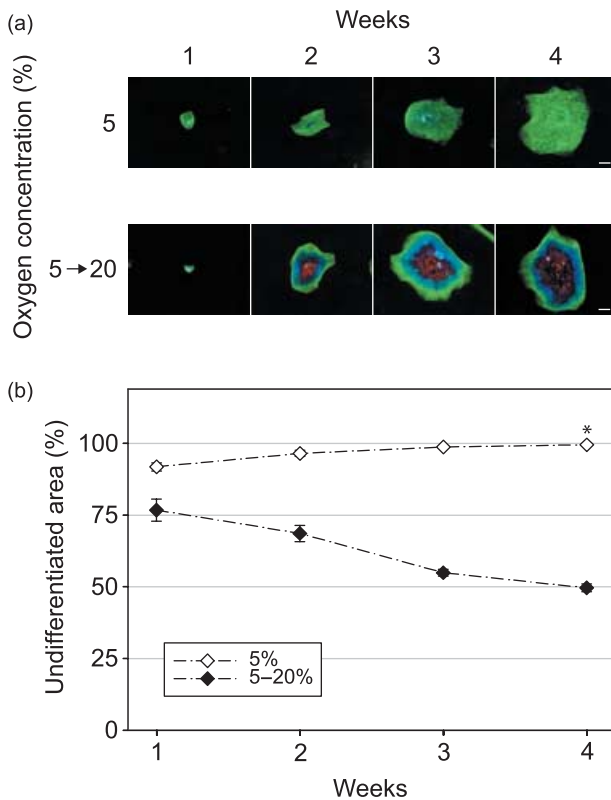 (a)
Weeks
1 2 3 4
Oxygen concentration (%)
5
5 → 20
(b)
Undifferentiated area (%)
100
75
50
25
0
*
5%
5–20%
1 2 3 4
Weeks